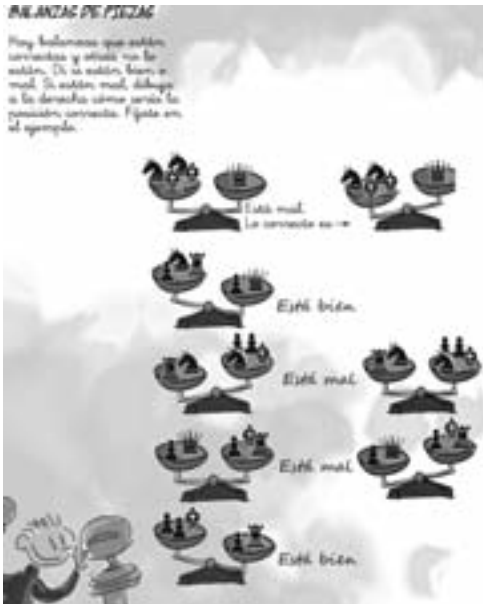 BALANZAS DE PIEZAS
Hay balanzas que están
correctas y otras no lo
están. Di si están bien o
mal. Si están mal, dibuja
a la derecha cómo sería la
posición correcta. Fíjate en
el ejemplo.
Está mal
Lo correcto es →
Está bien
Está mal
Está mal
Está bien